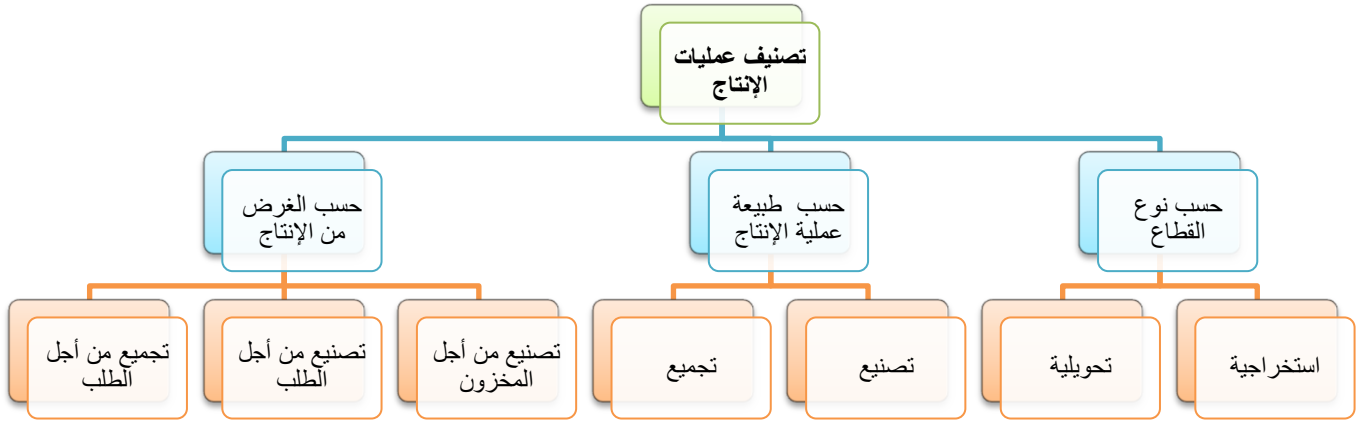 تصنيف عمليات
الإنتاج
حسب نوع
القطاع
حسب طبيعة
عملية الإنتاج
حسب الغرض
من الإنتاج
استخراجية
تحويلية
تصنيع
تجميع
تصنيع من أجل
المخزون
تصنيع من أجل
الطلب
تجميع من أجل
الطلب